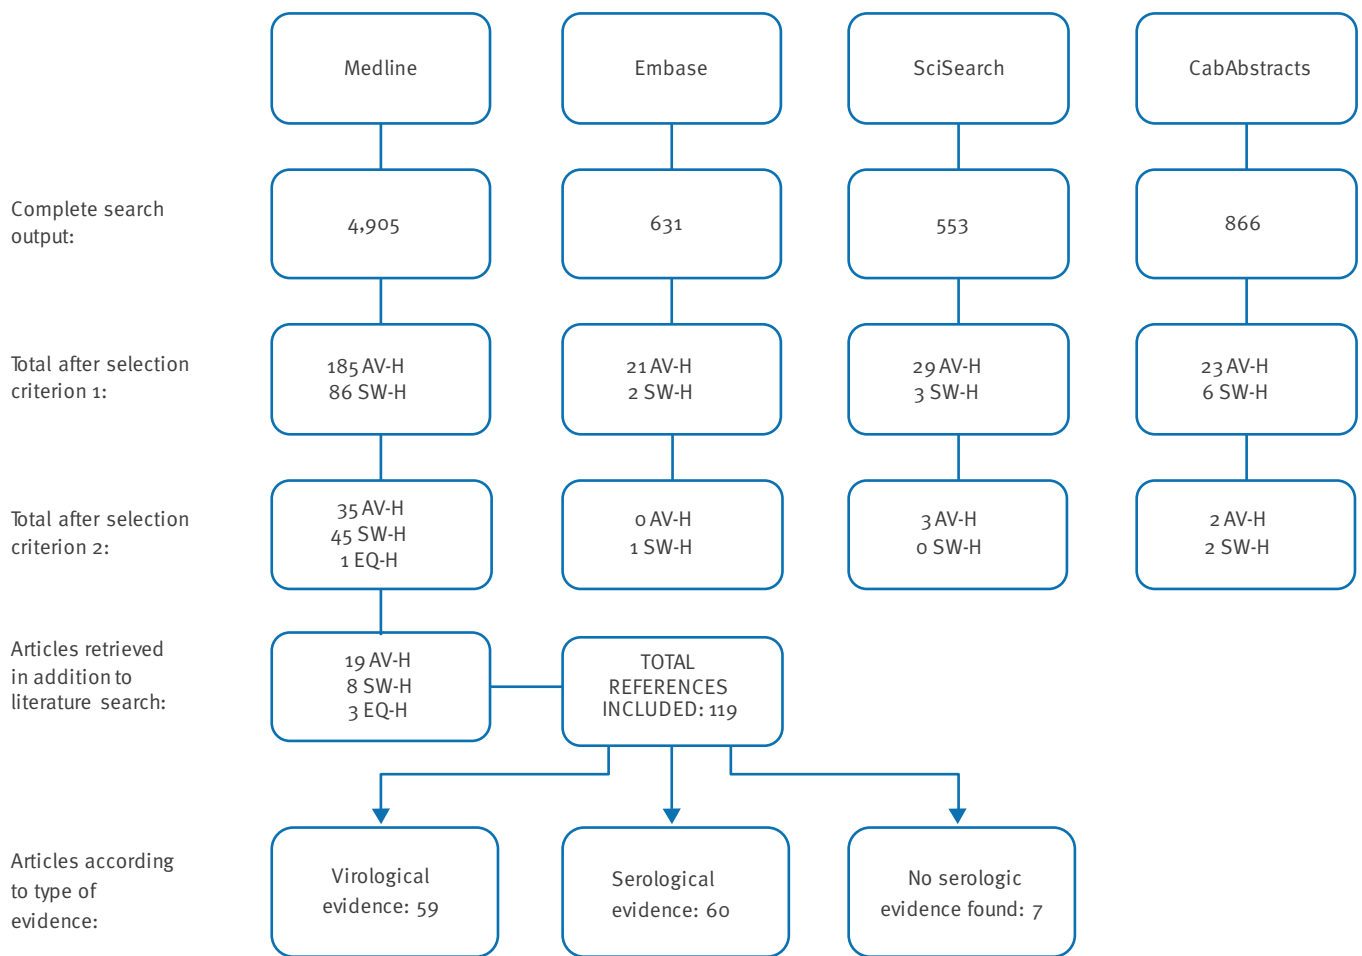 Medline
Embase
SciSearch
CabAbstracts
Complete search
output:
4,905
631
553
866
Total after selection
criterion 1:
185 AV-H
86 SW-H
21 AV-H
2 SW-H
29 AV-H
3 SW-H
23 AV-H
6 SW-H
Total after selection
criterion 2:
35 AV-H
45 SW-H
1 EQ-H
0 AV-H
1 SW-H
3 AV-H
0 SW-H
2 AV-H
2 SW-H
Articles retrieved
in addition to
literature search:
19 AV-H
8 SW-H
3 EQ-H
TOTAL
REFERENCES
INCLUDED: 119
Articles according
to type of
evidence:
Virological
evidence: 59
Serological
evidence: 60
No serologic
evidence found: 7